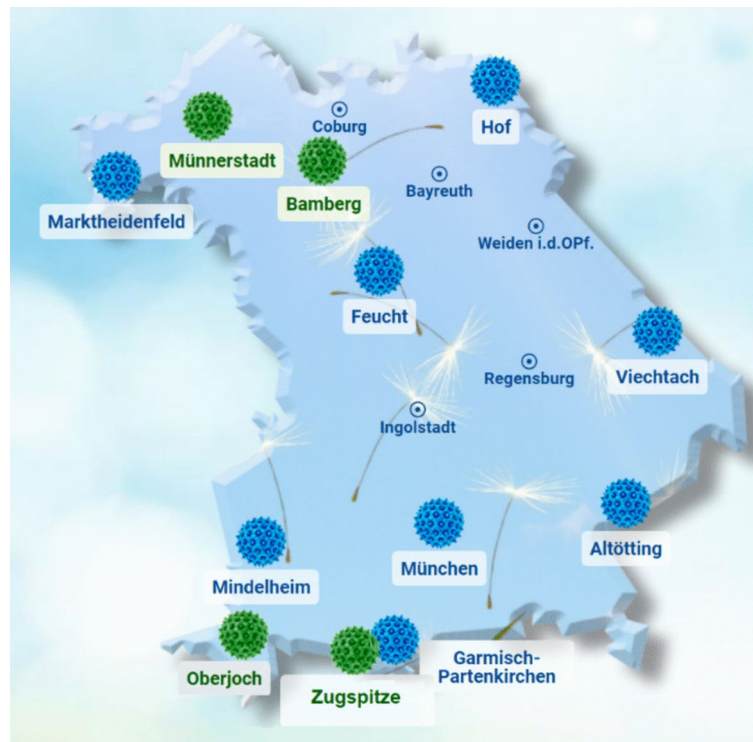 Coburg
Hof
Münnerstadt
Bayreuth
Bamberg
Marktheidenfeld
Weiden i.d.OPf.
Feucht
Regensburg
Viechtach
Ingolstadt
Altötting
München
Mindelheim
Garmisch-
Partenkirchen
Oberjoch
Zugspitze